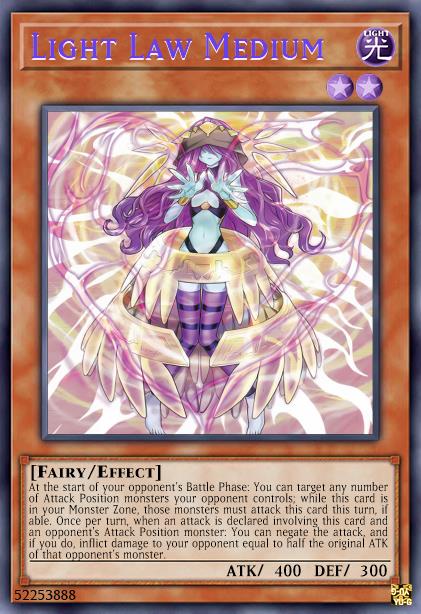 Light Law Medium
LIGHT
光
[Fairy/Effect]
At the start of your opponent's Battle Phase: You can target any number
of Attack Position monsters your opponent controls; while this card is
in your Monster Zone, those monsters must attack this card this turn, if
able. Once per turn, when an attack is declared involving this card and
an opponent's Attack Position monster: You can negate the attack, and
if you do, inflict damage to your opponent equal to half the original ATK
of that opponent's monster.
ATK/ 400 DEF/ 300
52253888